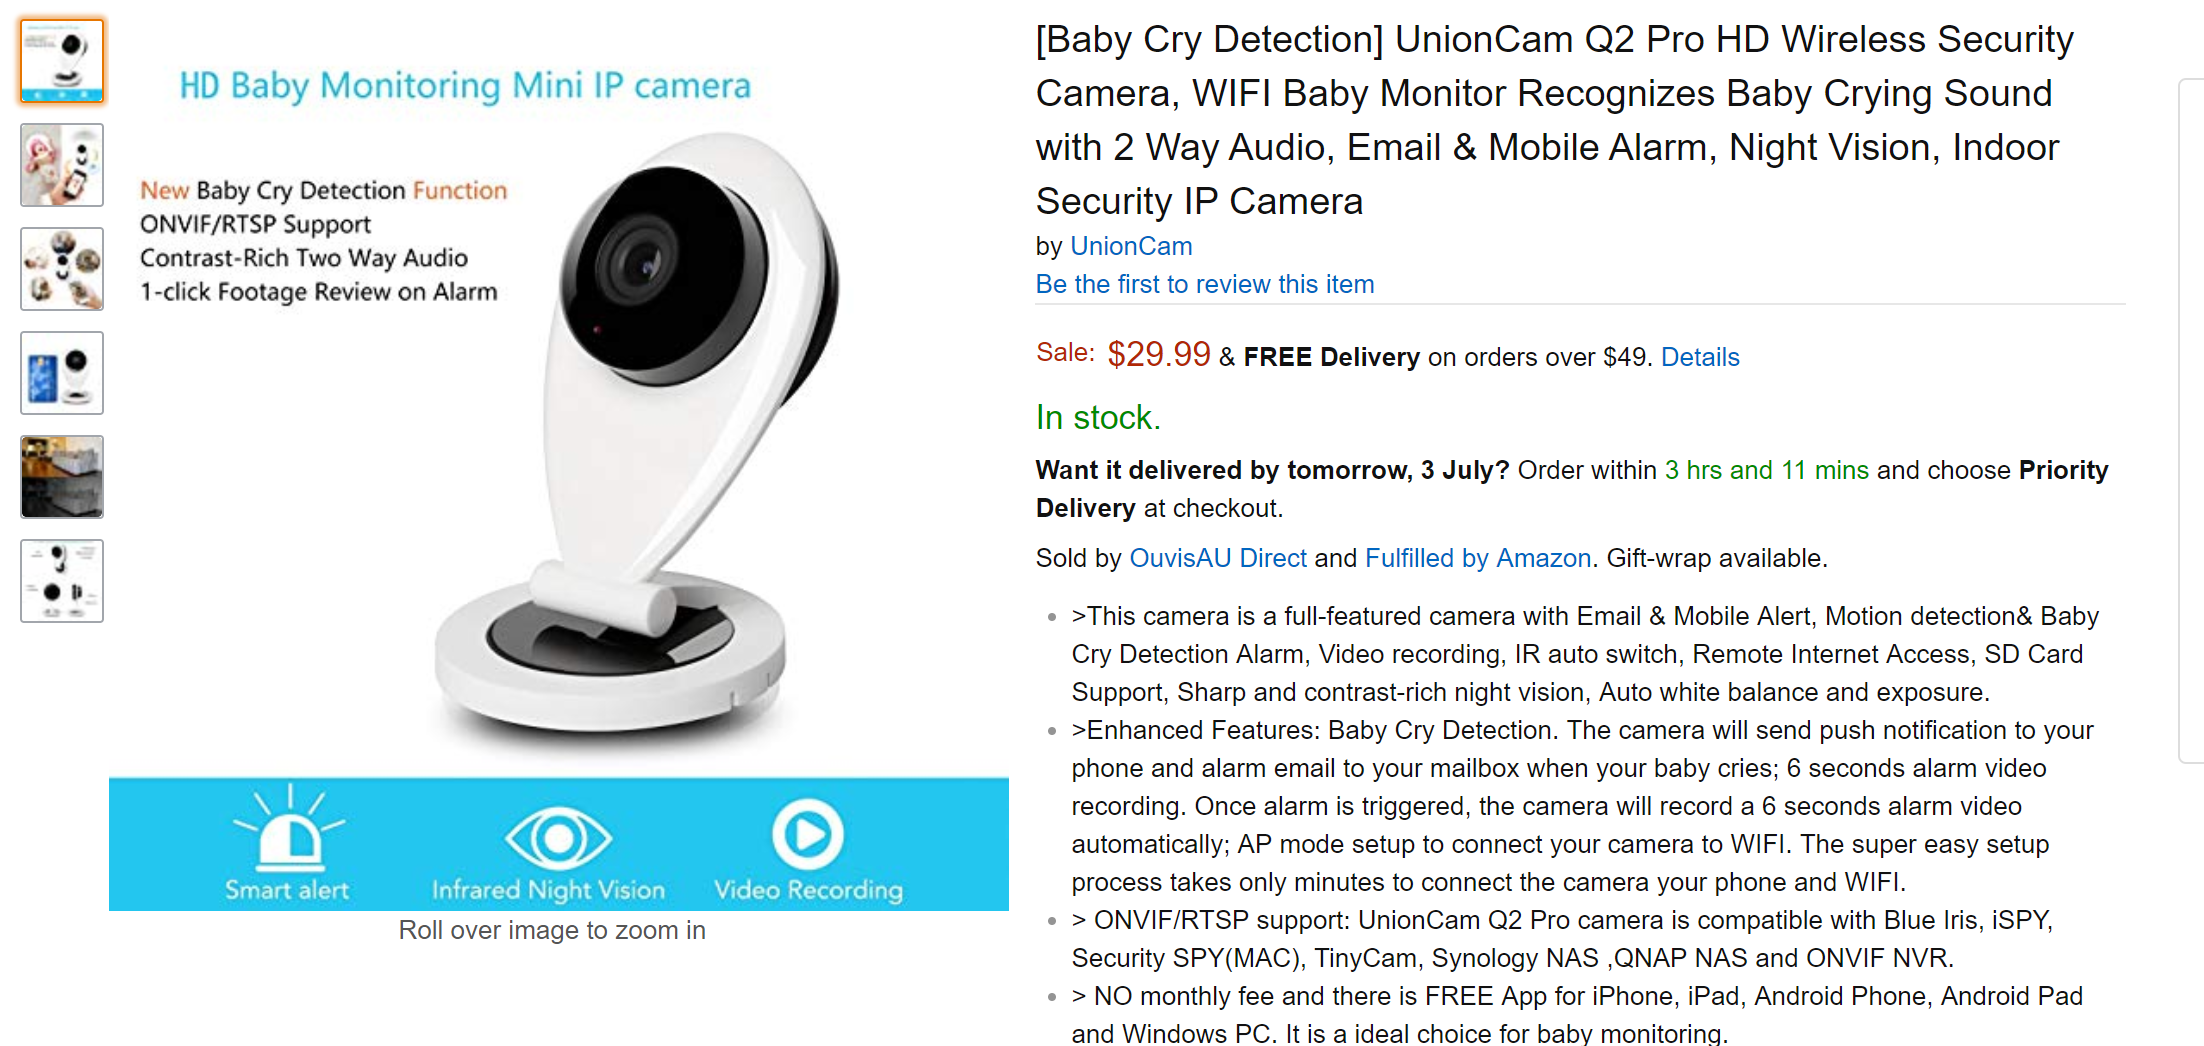 HD Baby Monitoring Mini IP camera
New Baby Cry Detection Function
ONVIF/RTSP Support
Contrast-Rich Two Way Audio
1-click Footage Review on Alarm
Smart alert
Infrared Night Vision
Video Recording
Roll over image to zoom in
[Baby Cry Detection] UnionCam Q2 Pro HD Wireless Security
Camera, WIFI Baby Monitor Recognizes Baby Crying Sound
with 2 Way Audio, Email & Mobile Alarm, Night Vision, Indoor
Security IP Camera
by UnionCam
Be the first to review this item
Sale: $29.99 & FREE Delivery on orders over $49. Details
In stock.
Want it delivered by tomorrow, 3 July? Order within 3 hrs and 11 mins and choose Priority
Delivery at checkout.
Sold by OuvisAU Direct and Fulfilled by Amazon. Gift-wrap available.
• >This camera is a full-featured camera with Email & Mobile Alert, Motion detection& Baby
Cry Detection Alarm, Video recording, IR auto switch, Remote Internet Access, SD Card
Support, Sharp and contrast-rich night vision, Auto white balance and exposure.
• >Enhanced Features: Baby Cry Detection. The camera will send push notification to your
phone and alarm email to your mailbox when your baby cries; 6 seconds alarm video
recording. Once alarm is triggered, the camera will record a 6 seconds alarm video
automatically; AP mode setup to connect your camera to WIFI. The super easy setup
process takes only minutes to connect the camera your phone and WIFI.
• > ONVIF/RTSP support: UnionCam Q2 Pro camera is compatible with Blue Iris, iSPY,
Security SPY(MAC), TinyCam, Synology NAS ,QNAP NAS and ONVIF NVR.
• > NO monthly fee and there is FREE App for iPhone, iPad, Android Phone, Android Pad
and Windows PC. It is a ideal choice for baby monitoring.